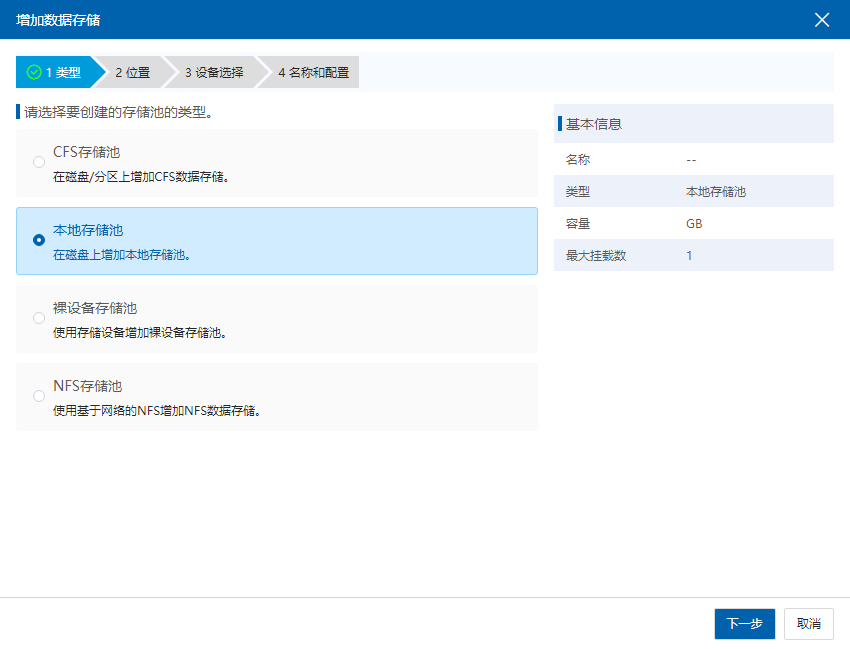 增加数据存储
1 类型
2 位置
3 设备选择
4 名称和配置
请选择要创建的存储池的类型。
CFS存储池
在磁盘/分区上增加CFS数据存储。
本地存储池
在磁盘上增加本地存储池。
裸设备存储池
使用存储设备增加裸设备存储池。
NFS存储池
使用基于网络的NFS增加NFS数据存储。
基本信息
名称 --
类型 本地存储池
容量 GB
最大挂载数 1
下一步 取消